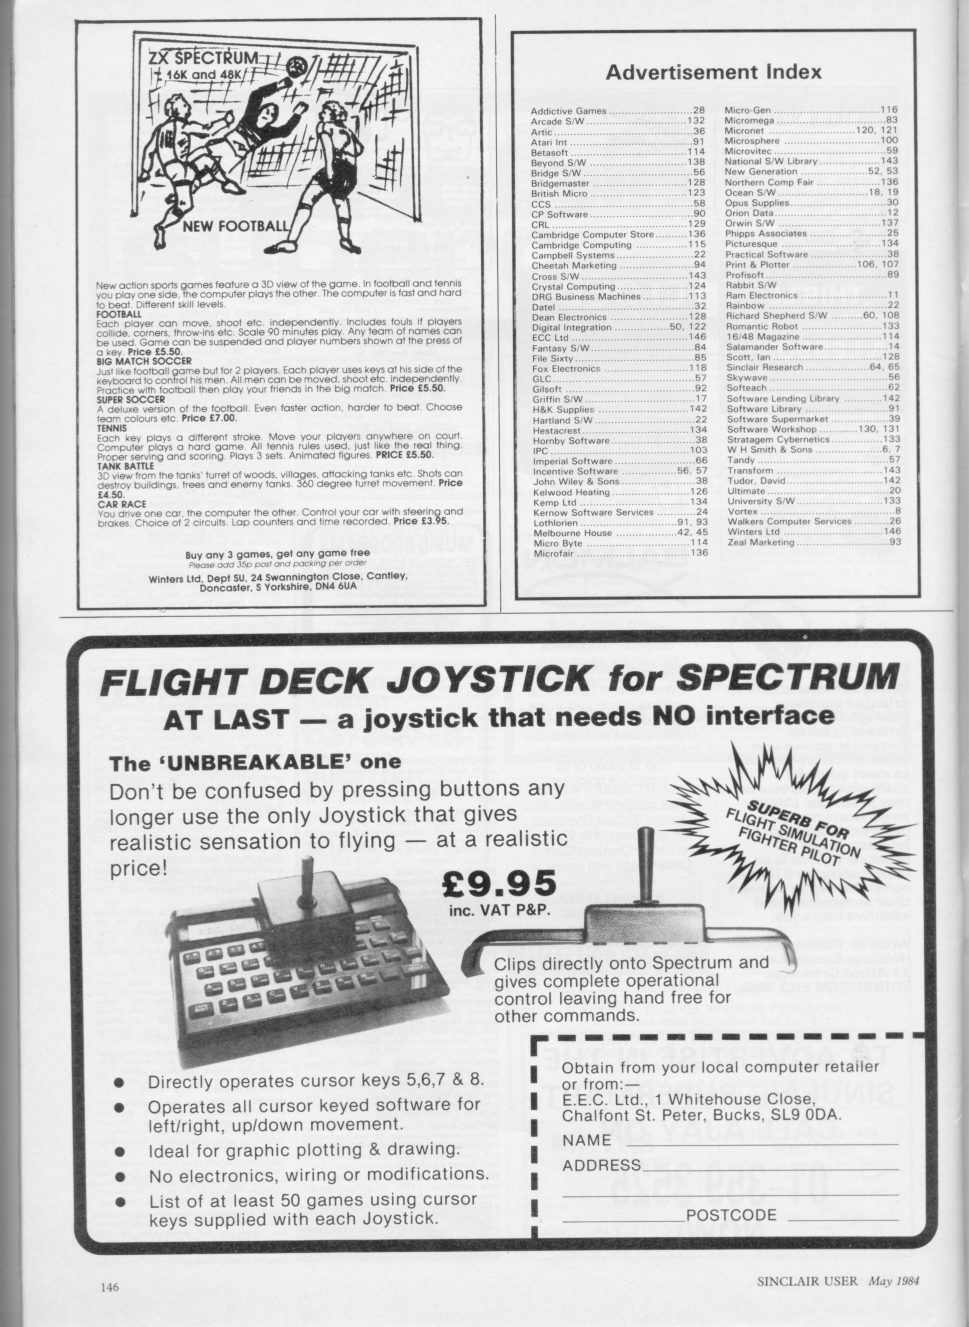 ZX SPECTRUM
16K and 48K
NEW FOOTBALL
New action sports games feature a 3D view of the game. In football and tennis
you play one side, the computer plays the other. The computer is fast and hard
to beat. Different skill levels.
FOOTBALL
Each player can move, shoot etc. independently. Includes fouls if players
collide, corners, throw-ins etc. Scale 90 minutes play. Any team of names can
be used. Game can be suspended and player numbers shown at the press of
a key. Price £5.50.
BIG MATCH SOCCER
Just like football game but for 2 players. Each player uses keys at his side of the
keyboard to control his men. All men can be moved, shoot etc. independently.
Practice with football then play your friends in the big match. Price £5.50.
SUPER SOCCER
A deluxe version of the football. Even faster action, harder to beat. Choose
team colours etc. Price £7.00.
TENNIS
Each key plays a different stroke. Move your players anywhere on court.
Computer plays a hard game. All tennis rules used, just like the real thing.
Proper serving and scoring. Plays 3 sets. Animated figures. PRICE £5.50.
TANK BATTLE
3D view from the tanks' turret of woods, villages, attacking tanks etc. Shots can
destroy buildings, trees and enemy tanks. 360 degree turret movement. Price
£4.50.
CAR RACE
You drive one car, the computer the other. Control your car with steering and
brakes. Choice of 2 circuits. Lap counters and time recorded. Price £3.95.
Buy any 3 games, get any game free
Please add 35p post and packing per order
Winters Ltd, Dept SU, 24 Swannington Close, Cantley,
Doncaster, S Yorkshire, DN4 6UA
Advertisement Index
Addictive Games 28
Arcade S/W 132
Artic 36
Atari Int 91
Betasoft 114
Beyond S/W 138
Bridge S/W 56
Bridgemaster 128
British Micro 123
CCS 58
CP Software 90
CRL 129
Cambridge Computer Store 136
Cambridge Computing 115
Campbell Systems 22
Cheetah Marketing 94
Cross S/W 143
Crystal Computing 124
DRG Business Machines 113
Datel 32
Dean Electronics 128
Digital Integration 50, 122
ECC Ltd 146
Fantasy S/W 84
File Sixty 85
Fox Electronics 118
GLC 57
Gilsoft 92
Griffin S/W 17
H&K Supplies 142
Hartland S/W 22
Hestacrest 134
Hornby Software 38
IPC 103
Imperial Software 66
Incentive Software 56, 57
John Wiley & Sons 38
Kelwood Heating 126
Kemp Ltd 134
Kernow Software Services 24
Lothlorien 91, 93
Melbourne House 42, 45
Micro Byte 114
Microfair 136
Micro-Gen 116
Micromega 83
Micronet 120, 121
Microsphere 100
Microvitec 59
National S/W Library 143
New Generation 52, 53
Northern Comp Fair 136
Ocean S/W 18, 19
Opus Supplies 30
Orion Data 12
Orwin S/W 137
Phipps Associates 25
Picturesque 134
Practical Software 38
Print & Plotter 106, 107
Profisoft 89
Rabbit S/W
Ram Electronics 11
Rainbow 22
Richard Shepherd S/W 60, 108
Romantic Robot 133
16/48 Magazine 114
Salamander Software 14
Scott, Ian 128
Sinclair Research 64, 65
Skywave 56
Softeach 62
Software Lending Library 142
Software Library 91
Software Supermarket 39
Software Workshop 130, 131
Stratagem Cybernetics 133
W H Smith & Sons 6, 7
Tandy 57
Transform 143
Tudor, David 142
Ultimate 20
University S/W 133
Vortex 8
Walkers Computer Services 26
Winters Ltd 146
Zeal Marketing 93
FLIGHT DECK JOYSTICK for SPECTRUM
AT LAST — a joystick that needs NO interface
The 'UNBREAKABLE' one
Don't be confused by pressing buttons any
longer use the only Joystick that gives
realistic sensation to flying — at a realistic
price!
SUPERB FOR
FLIGHT SIMULATION
FIGHTER PILOT
£9.95
inc. VAT P&P.
Clips directly onto Spectrum and
gives complete operational
control leaving hand free for
other commands.
● Directly operates cursor keys 5,6,7 & 8.
● Operates all cursor keyed software for
left/right, up/down movement.
● Ideal for graphic plotting & drawing.
● No electronics, wiring or modifications.
● List of at least 50 games using cursor
keys supplied with each Joystick.
Obtain from your local computer retailer
or from:—
E.E.C. Ltd., 1 Whitehouse Close,
Chalfont St. Peter, Bucks, SL9 0DA.
NAME
ADDRESS
POSTCODE
146
SINCLAIR USER May 1984